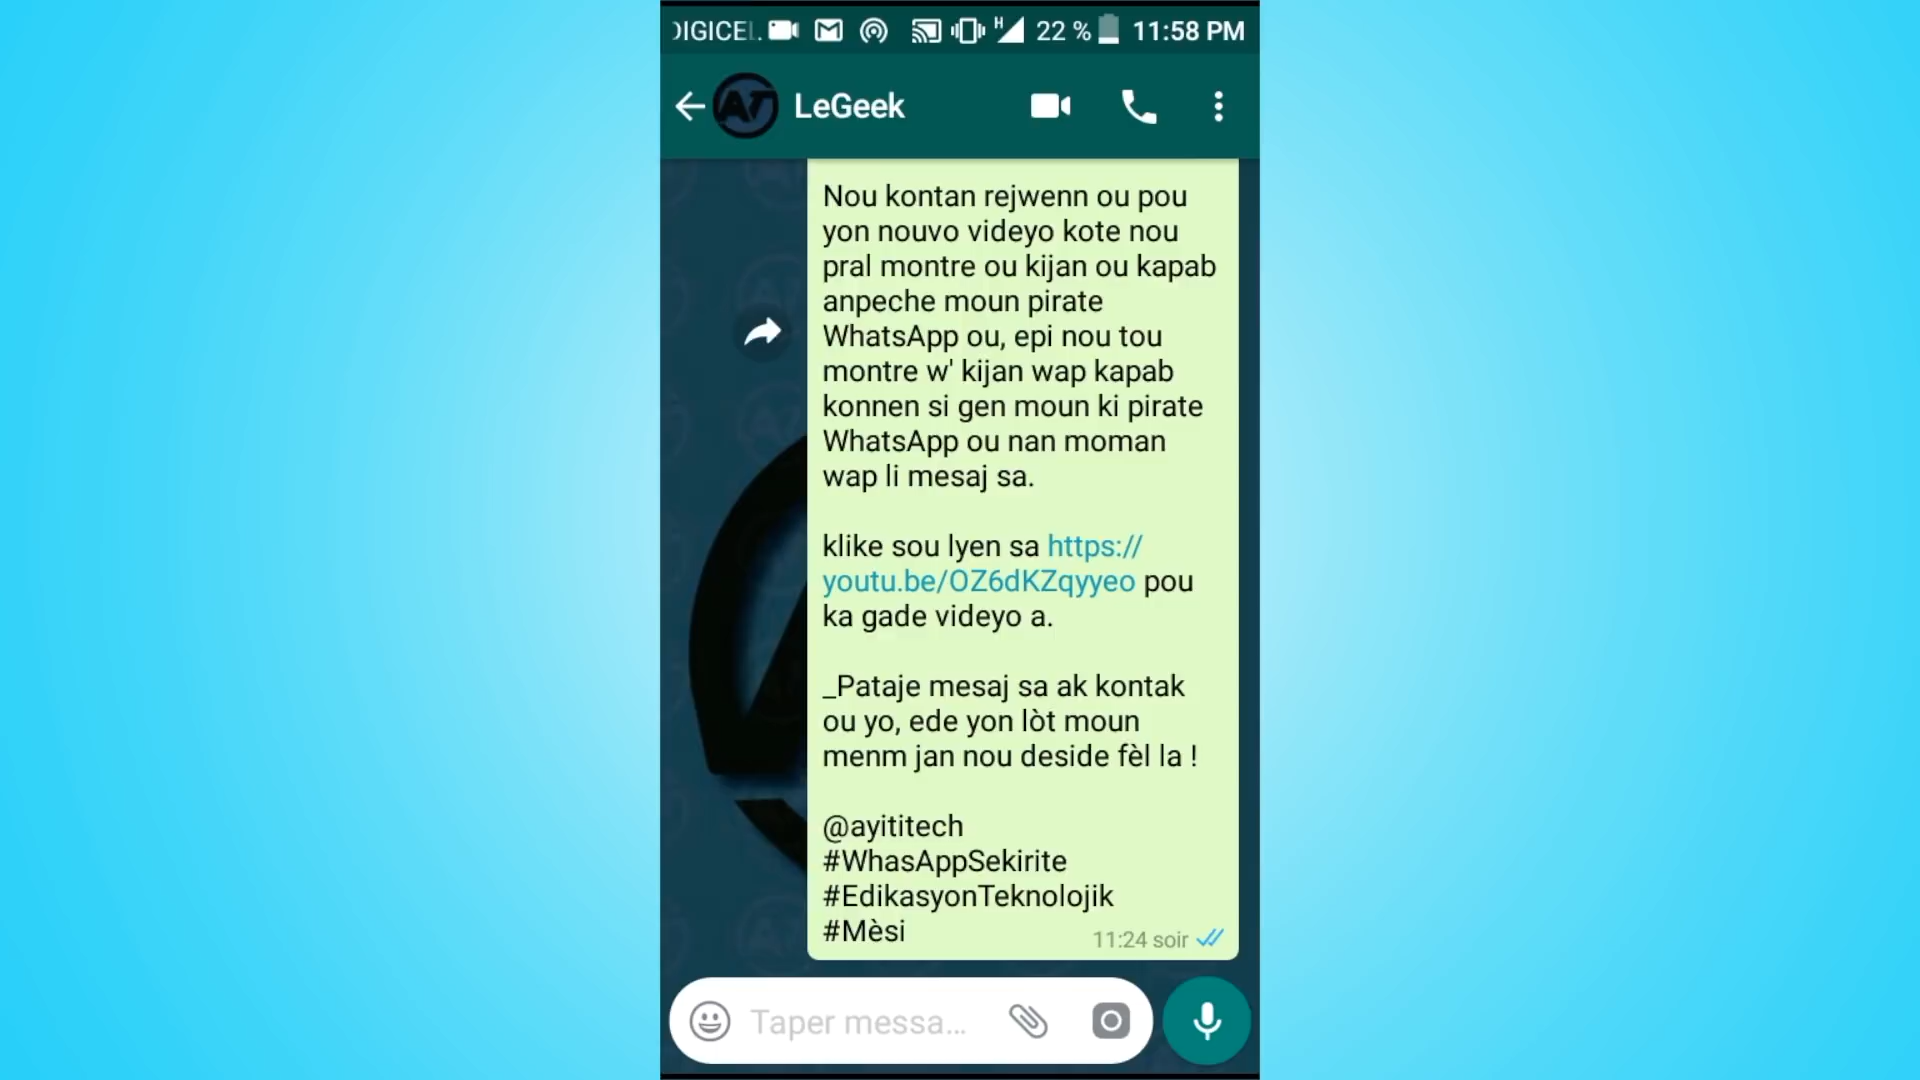 22 % 11:58 PM
LeGeek
Nou kontan rejwenn ou pou
yon nouvo videyo kote nou
pral montre ou kijan ou kapab
anpeche moun pirate
WhatsApp ou, epi nou tou
montre w' kijan wap kapab
konnen si gen moun ki pirate
WhatsApp ou nan moman
wap li mesaj sa.
klike sou lyen sa https://
youtu.be/OZ6dKZqyyeo pou
ka gade videyo a.
_Pataje mesaj sa ak kontak
ou yo, ede yon lòt moun
menm jan nou deside fèl la !
@ayititech
#WhasAppSekirite
#EdikasyonTeknolojik
#Mèsi
11:24 soir
Taper messa...